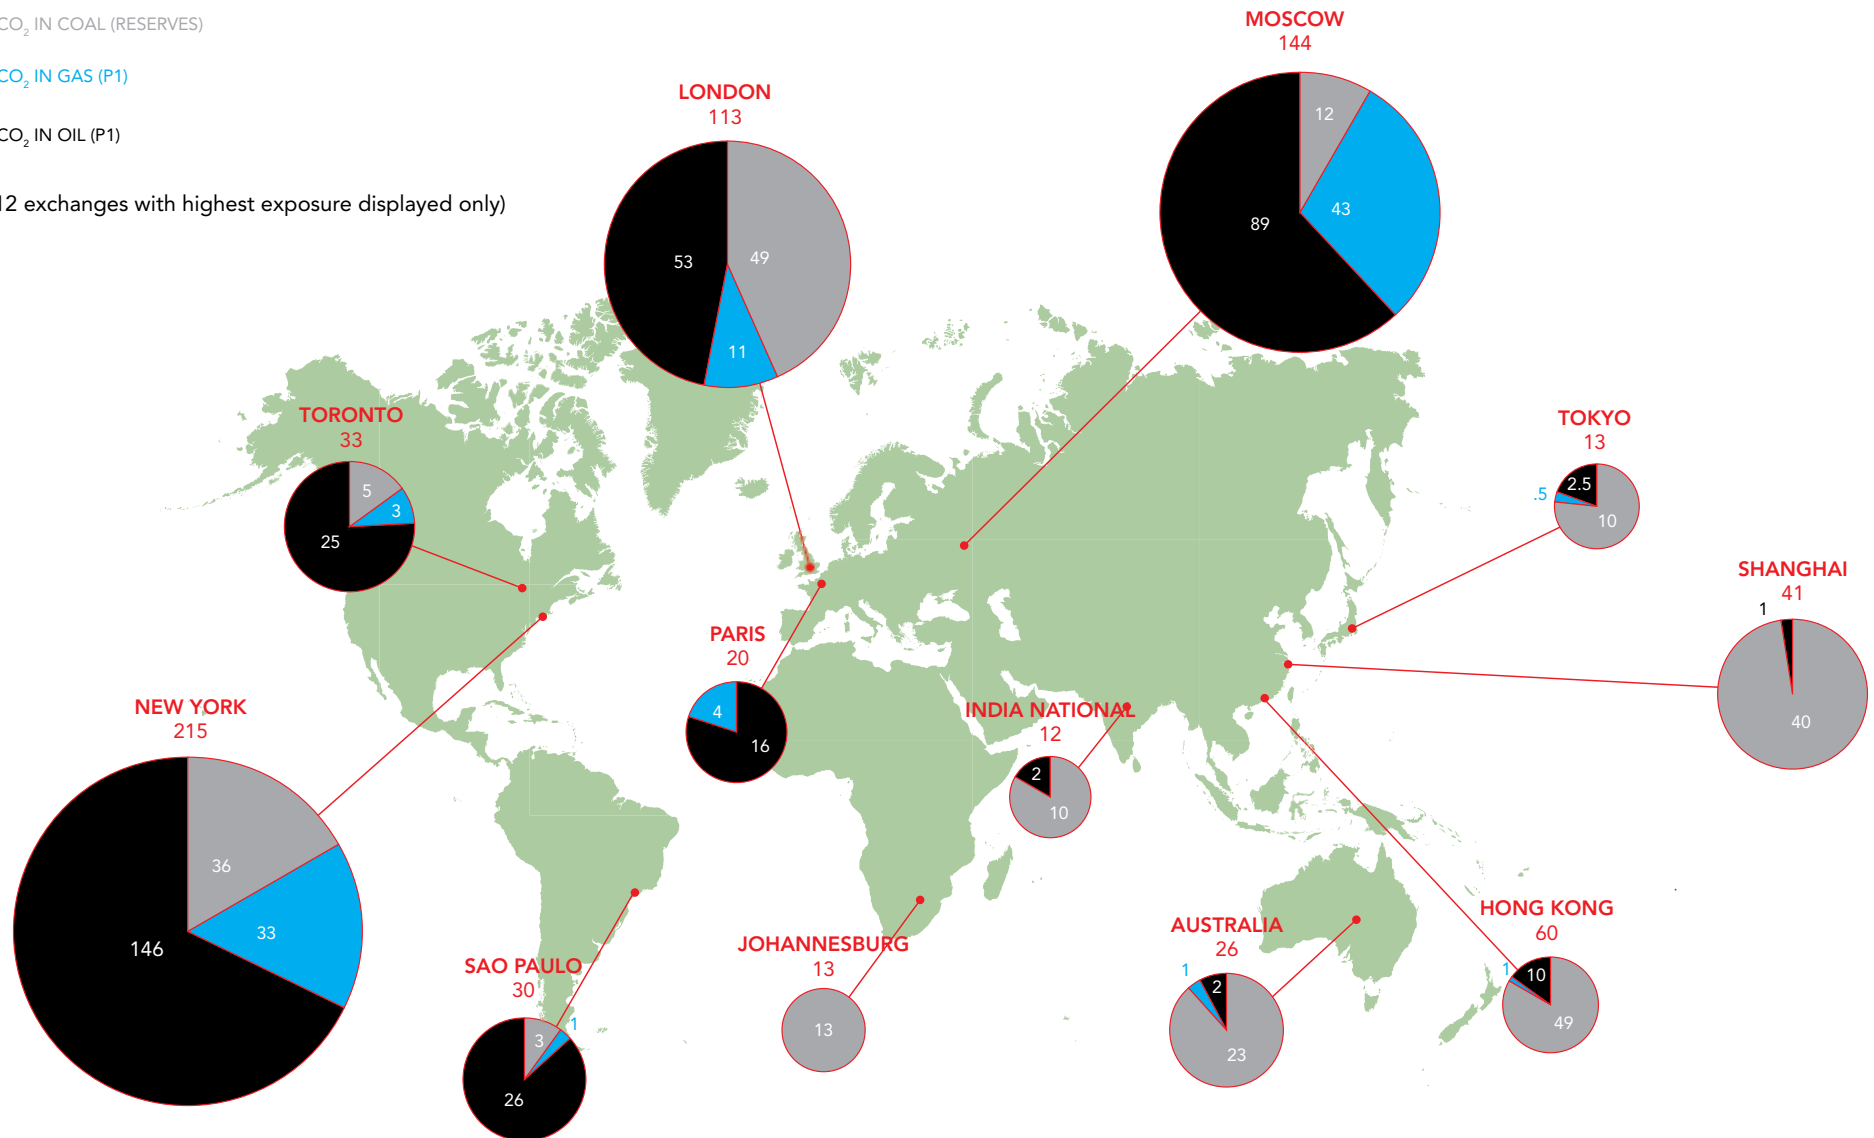 CO₂ IN COAL (RESERVES)
CO₂ IN GAS (P1)
CO₂ IN OIL (P1)
12 exchanges with highest exposure displayed only)
MOSCOW
144
12
43
89
LONDON
113
49
11
53
TORONTO
33
5
3
25
TOKYO
13
.5
2.5
10
SHANGHAI
41
1
40
PARIS
20
4
16
INDIA NATIONAL
12
2
10
NEW YORK
215
36
33
146
SAO PAULO
30
3
1
26
JOHANNESBURG
13
13
AUSTRALIA
26
1
2
23
HONG KONG
60
1
10
49